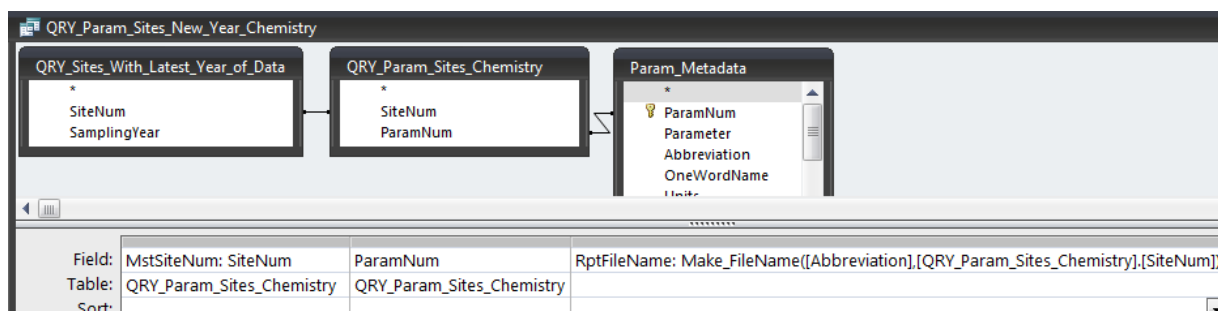 QRY_Param_Sites_New_Year_Chemistry
QRY_Sites_With_Latest_Year_of_Data
*
SiteNum
SamplingYear
QRY_Param_Sites_Chemistry
*
SiteNum
ParamNum
Param_Metadata
*
ParamNum
Parameter
Abbreviation
OneWordName
Units
Field: MstSiteNum: SiteNum ParamNum RptFileName: Make_FileName([Abbreviation],[QRY_Param_Sites_Chemistry].[SiteNum])
Table: QRY_Param_Sites_Chemistry QRY_Param_Sites_Chemistry
Sort: